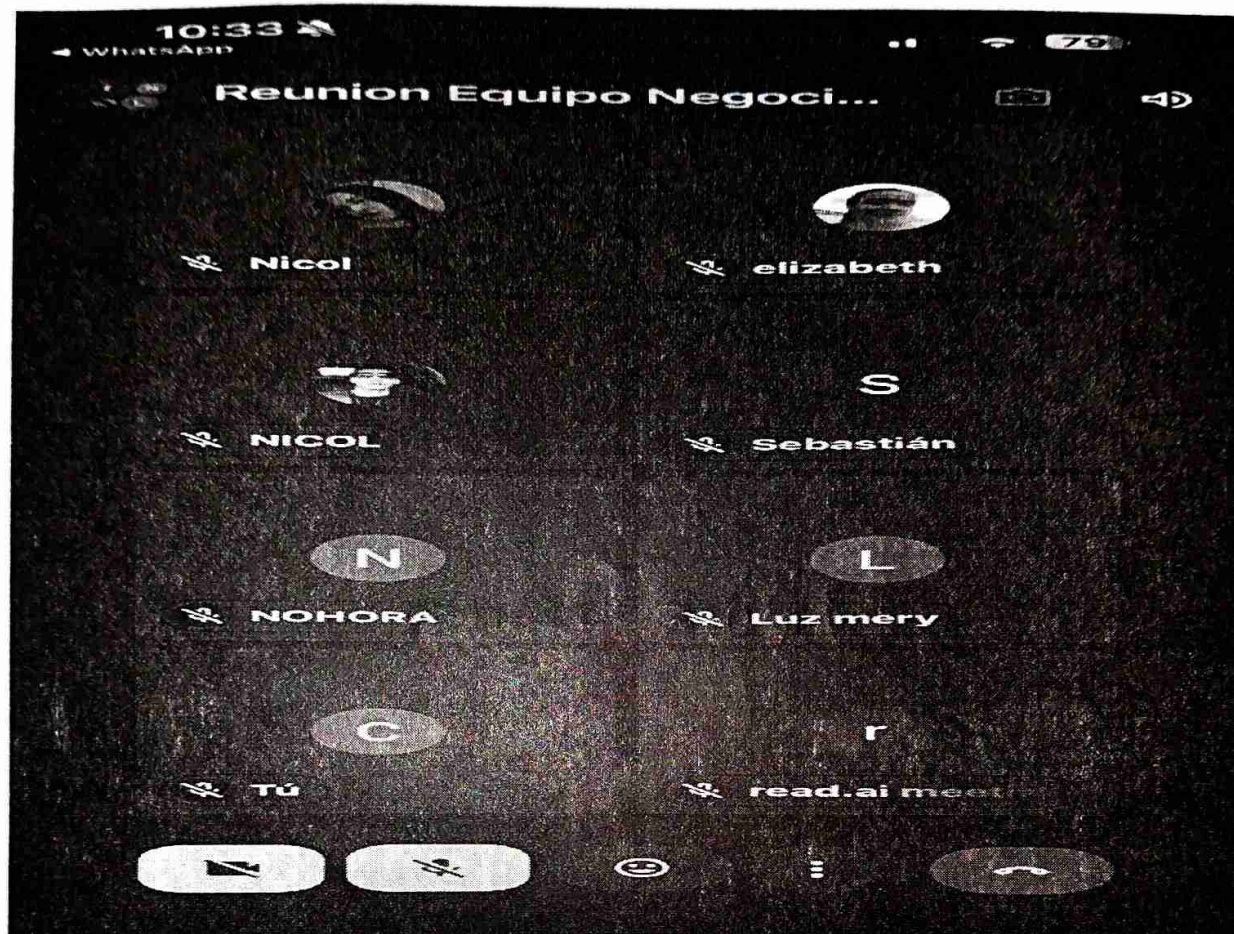 10:33
◄ WhatsApp
79
Reunion Equipo Negoci...
Nicol
elizabeth
NICOL
S
Sebastián
N
L
NOHORA
Luz mery
C
r
Tú
read.ai meet